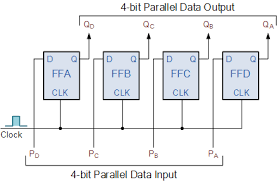 4-bit Parallel Data Output
QD QC QB QA
D Q D Q D Q D Q
FFA FFB FFC FFD
CLK CLK CLK CLK
Clock
PD PC PB PA
4-bit Parallel Data Input